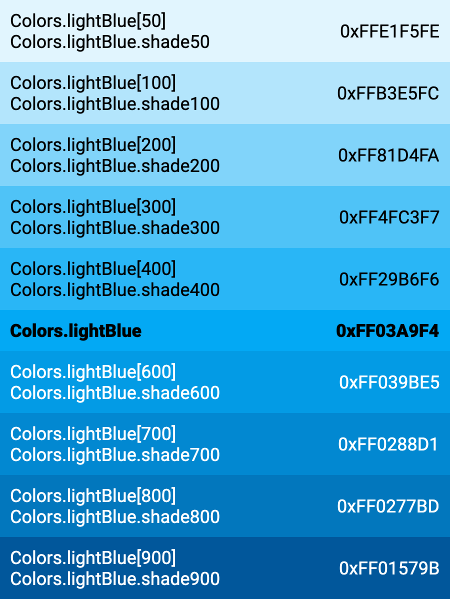 Colors.lightBlue[50]
Colors.lightBlue.shade50
0xFFE1F5FE
Colors.lightBlue[100]
Colors.lightBlue.shade100
0xFFB3E5FC
Colors.lightBlue[200]
Colors.lightBlue.shade200
0xFF81D4FA
Colors.lightBlue[300]
Colors.lightBlue.shade300
0xFF4FC3F7
Colors.lightBlue[400]
Colors.lightBlue.shade400
0xFF29B6F6
Colors.lightBlue
0xFF03A9F4
Colors.lightBlue[600]
Colors.lightBlue.shade600
0xFF039BE5
Colors.lightBlue[700]
Colors.lightBlue.shade700
0xFF0288D1
Colors.lightBlue[800]
Colors.lightBlue.shade800
0xFF0277BD
Colors.lightBlue[900]
Colors.lightBlue.shade900
0xFF01579B